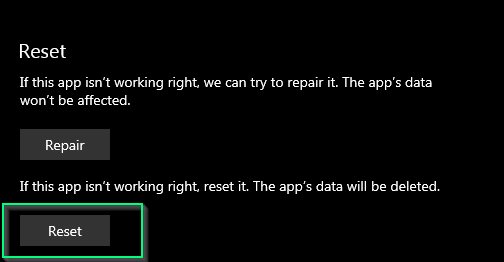 Reset
If this app isn’t working right, we can try to repair it. The app’s data
won’t be affected.
Repair
If this app isn’t working right, reset it. The app’s data will be deleted.
Reset